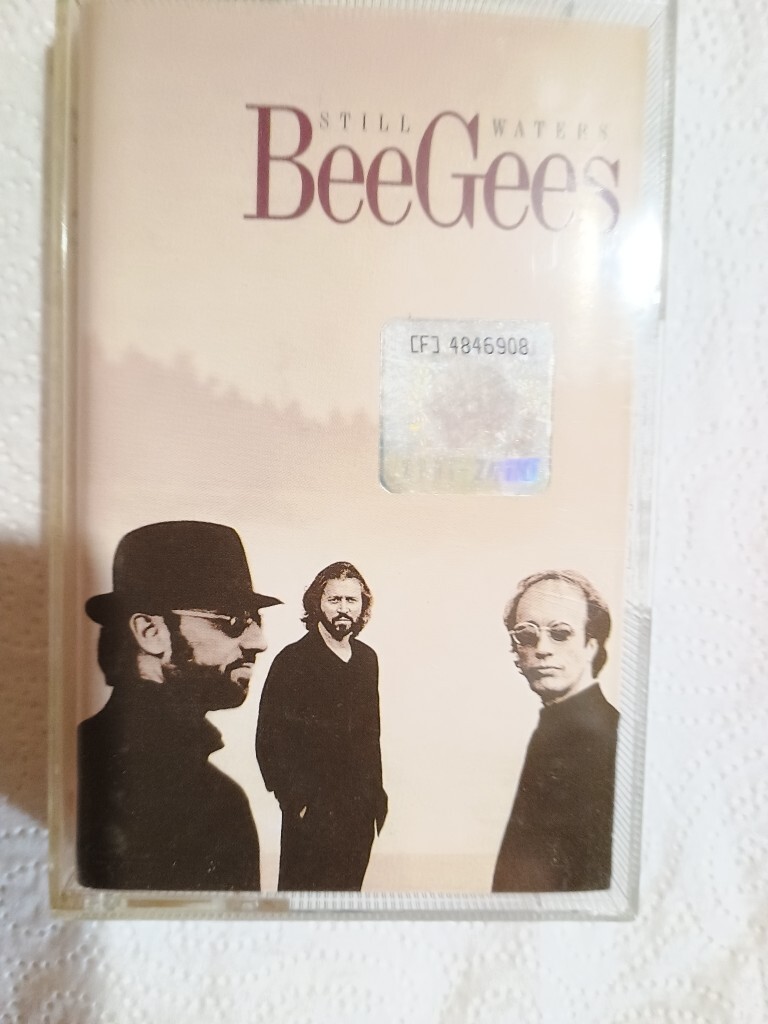 STILL WATERS
BeeGees
[F] 4846908